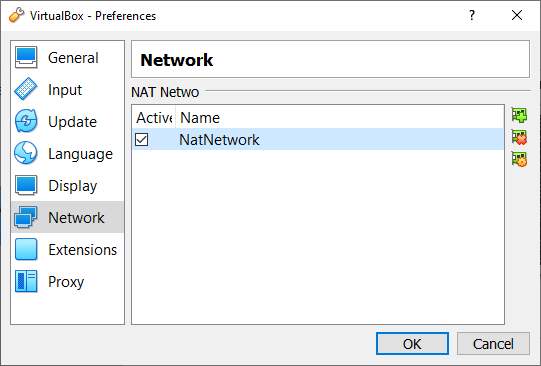 VirtualBox - Preferences
?
General
Input
Update
Language
Display
Network
Extensions
Proxy
Network
NAT Netwo
Active Name
NatNetwork
OK Cancel